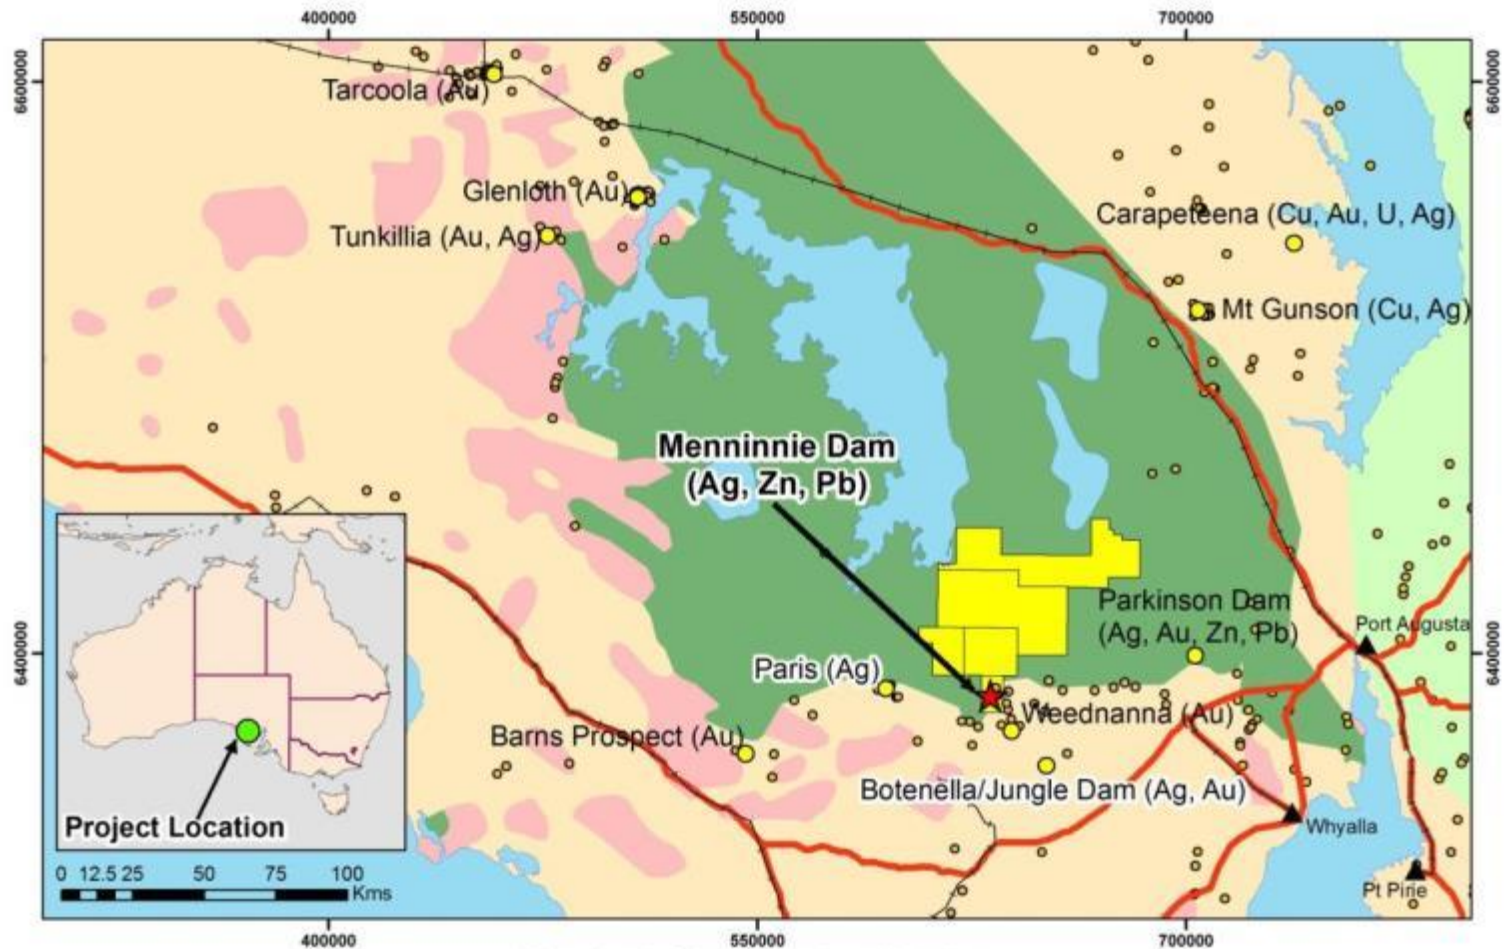 400000
550000
700000
6600000
6600000
Tarcoola (Au)
Glenloth (Au)
Tunkillia (Au, Ag)
Carapeteena (Cu, Au, U, Ag)
Mt Gunson (Cu, Ag)
Menninnie Dam
(Ag, Zn, Pb)
Parkinson Dam
(Ag, Au, Zn, Pb)
Port Augusta
6400000
6400000
Paris (Ag)
Weednanna (Au)
Barns Prospect (Au)
Botenella/Jungle Dam (Ag, Au)
Project Location
Whyalla
0 12.5 25 50 75 100
Kms
Pt Pirie
400000
550000
700000